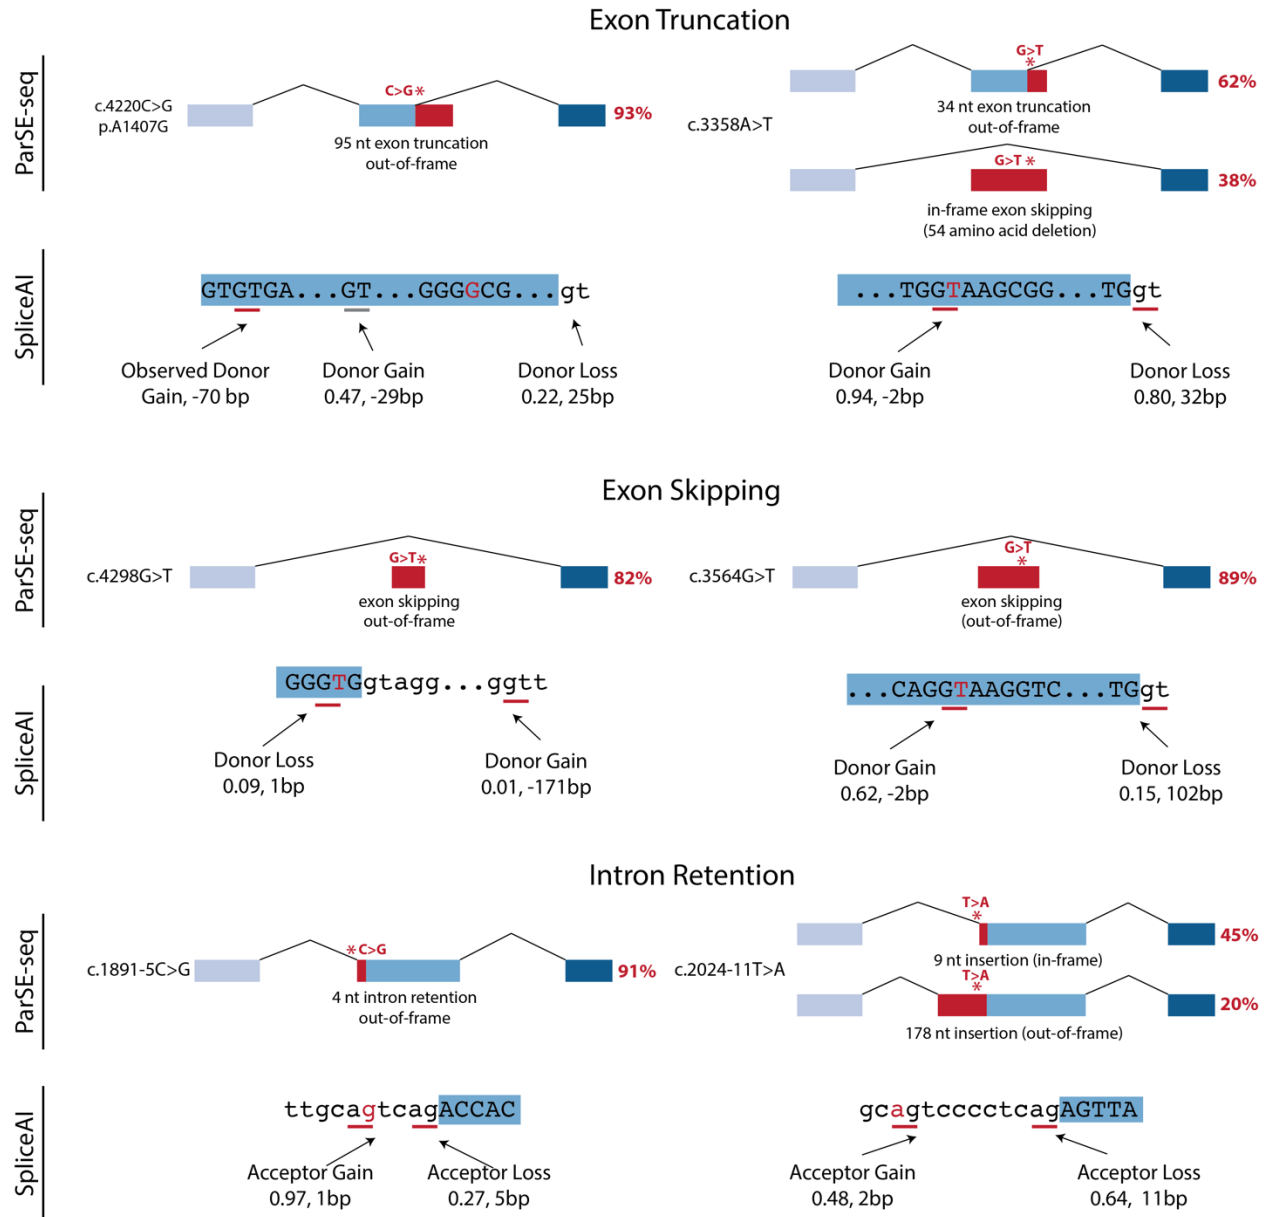 Exon Truncation
ParSE-seq
c.4220C>G
p.A1407G
C>G *
93%
95 nt exon truncation
out-of-frame
c.3358A>T
G>T
*
62%
34 nt exon truncation
out-of-frame
G>T *
38%
in-frame exon skipping
(54 amino acid deletion)
SpliceAI
GTGTGA...GT...GGGGCG...gt
Observed Donor
Gain, -70 bp
Donor Gain
0.47, -29bp
Donor Loss
0.22, 25bp
...TGGTAAGCGG...TGgt
Donor Gain
0.94, -2bp
Donor Loss
0.80, 32bp
Exon Skipping
ParSE-seq
c.4298G>T
G>T*
82%
exon skipping
out-of-frame
c.3564G>T
G>T
*
89%
exon skipping
(out-of-frame)
SpliceAI
GGGTGgtagg...ggtt
Donor Loss
0.09, 1bp
Donor Gain
0.01, -171bp
...CAGGTAAGGTC...TGgt
Donor Gain
0.62, -2bp
Donor Loss
0.15, 102bp
Intron Retention
ParSE-seq
c.1891-5C>G
* C>G
91%
4 nt intron retention
out-of-frame
c.2024-11T>A
T>A
*
45%
9 nt insertion (in-frame)
T>A
*
20%
178 nt insertion (out-of-frame)
SpliceAI
ttgcagtcagACCAC
Acceptor Gain
0.97, 1bp
Acceptor Loss
0.27, 5bp
gcagtcccctcagAGTTA
Acceptor Gain
0.48, 2bp
Acceptor Loss
0.64, 11bp